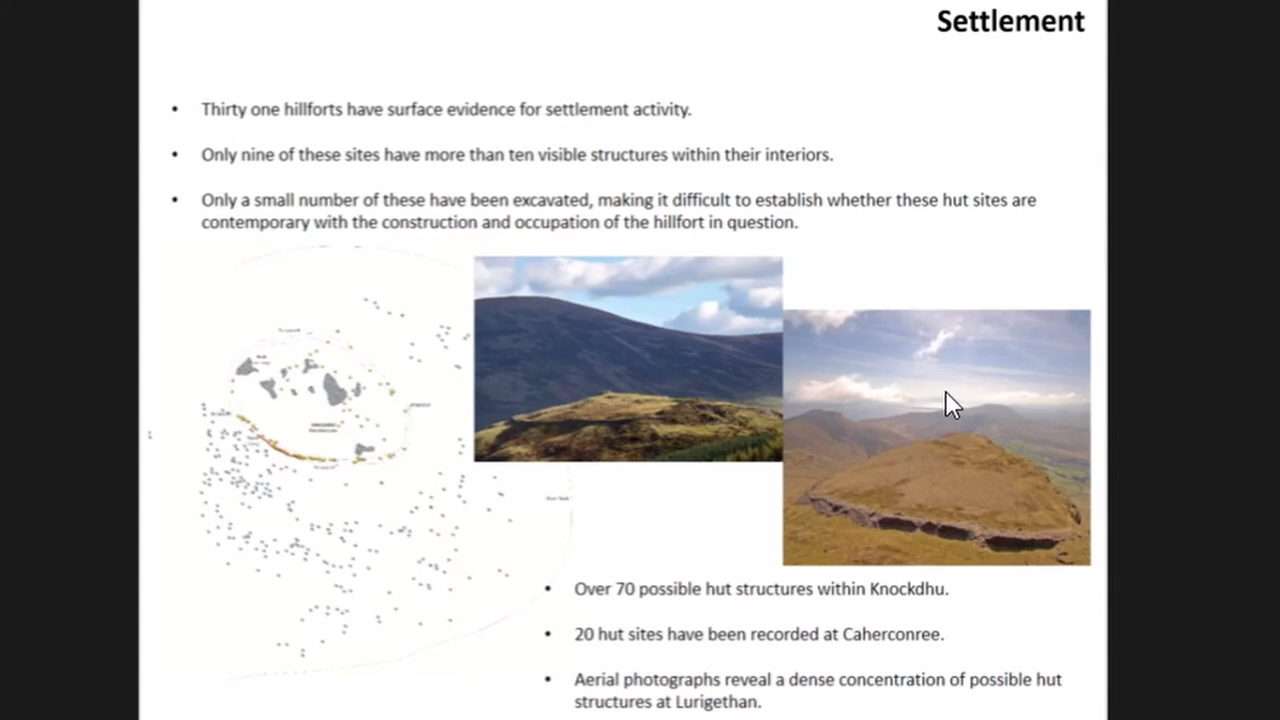 Settlement
• Thirty one hillforts have surface evidence for settlement activity.
• Only nine of these sites have more than ten visible structures within their interiors.
• Only a small number of these have been excavated, making it difficult to establish whether these hut sites are
contemporary with the construction and occupation of the hillfort in question.
• Over 70 possible hut structures within Knockdhu.
• 20 hut sites have been recorded at Caherconree.
• Aerial photographs reveal a dense concentration of possible hut
structures at Lurigethan.